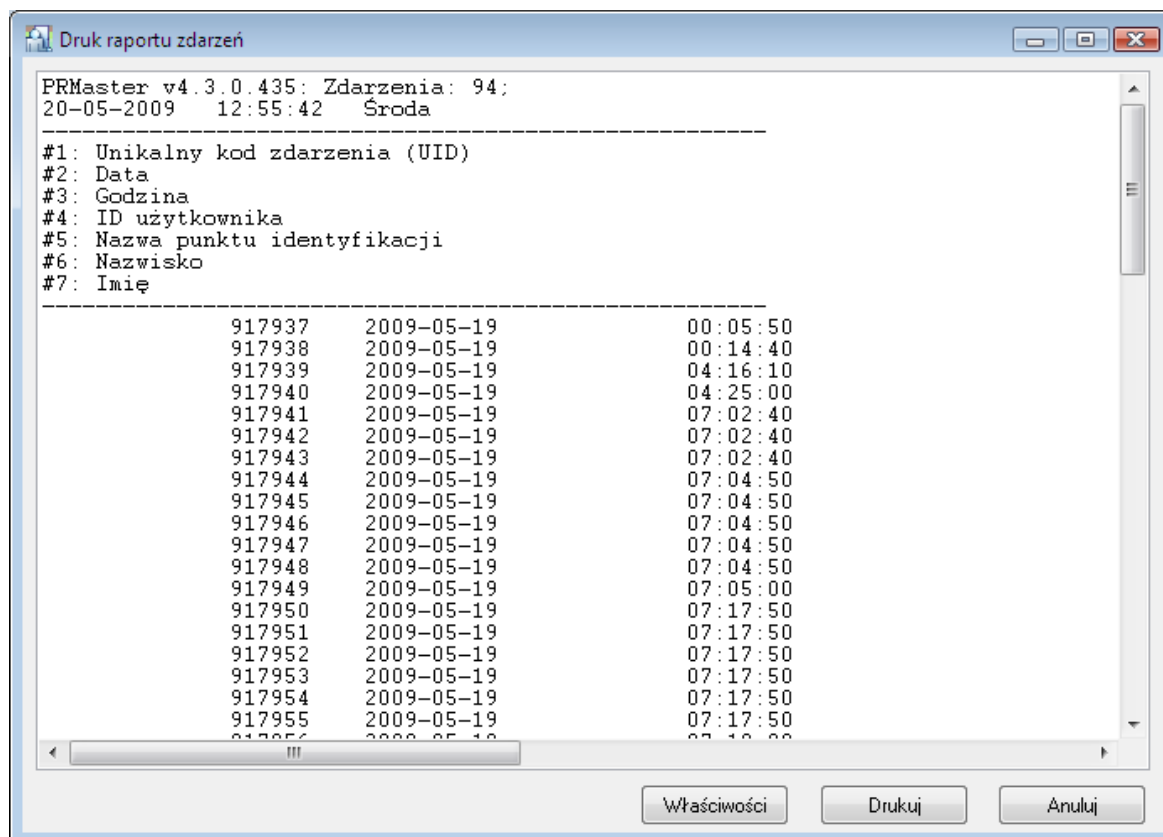 Druk raportu zdarzeń
PRMaster v4.3.0.435: Zdarzenia: 94;
20-05-2009 12:55:42 Środa
#1: Unikalny kod zdarzenia (UID)
#2: Data
#3: Godzina
#4: ID użytkownika
#5: Nazwa punktu identyfikacji
#6: Nazwisko
#7: Imię
917937 2009-05-19 00:05:50
917938 2009-05-19 00:14:40
917939 2009-05-19 04:16:10
917940 2009-05-19 04:25:00
917941 2009-05-19 07:02:40
917942 2009-05-19 07:02:40
917943 2009-05-19 07:02:40
917944 2009-05-19 07:04:50
917945 2009-05-19 07:04:50
917946 2009-05-19 07:04:50
917947 2009-05-19 07:04:50
917948 2009-05-19 07:04:50
917949 2009-05-19 07:05:00
917950 2009-05-19 07:17:50
917951 2009-05-19 07:17:50
917952 2009-05-19 07:17:50
917953 2009-05-19 07:17:50
917954 2009-05-19 07:17:50
917955 2009-05-19 07:17:50
Właściwości Drukuj Anuluj